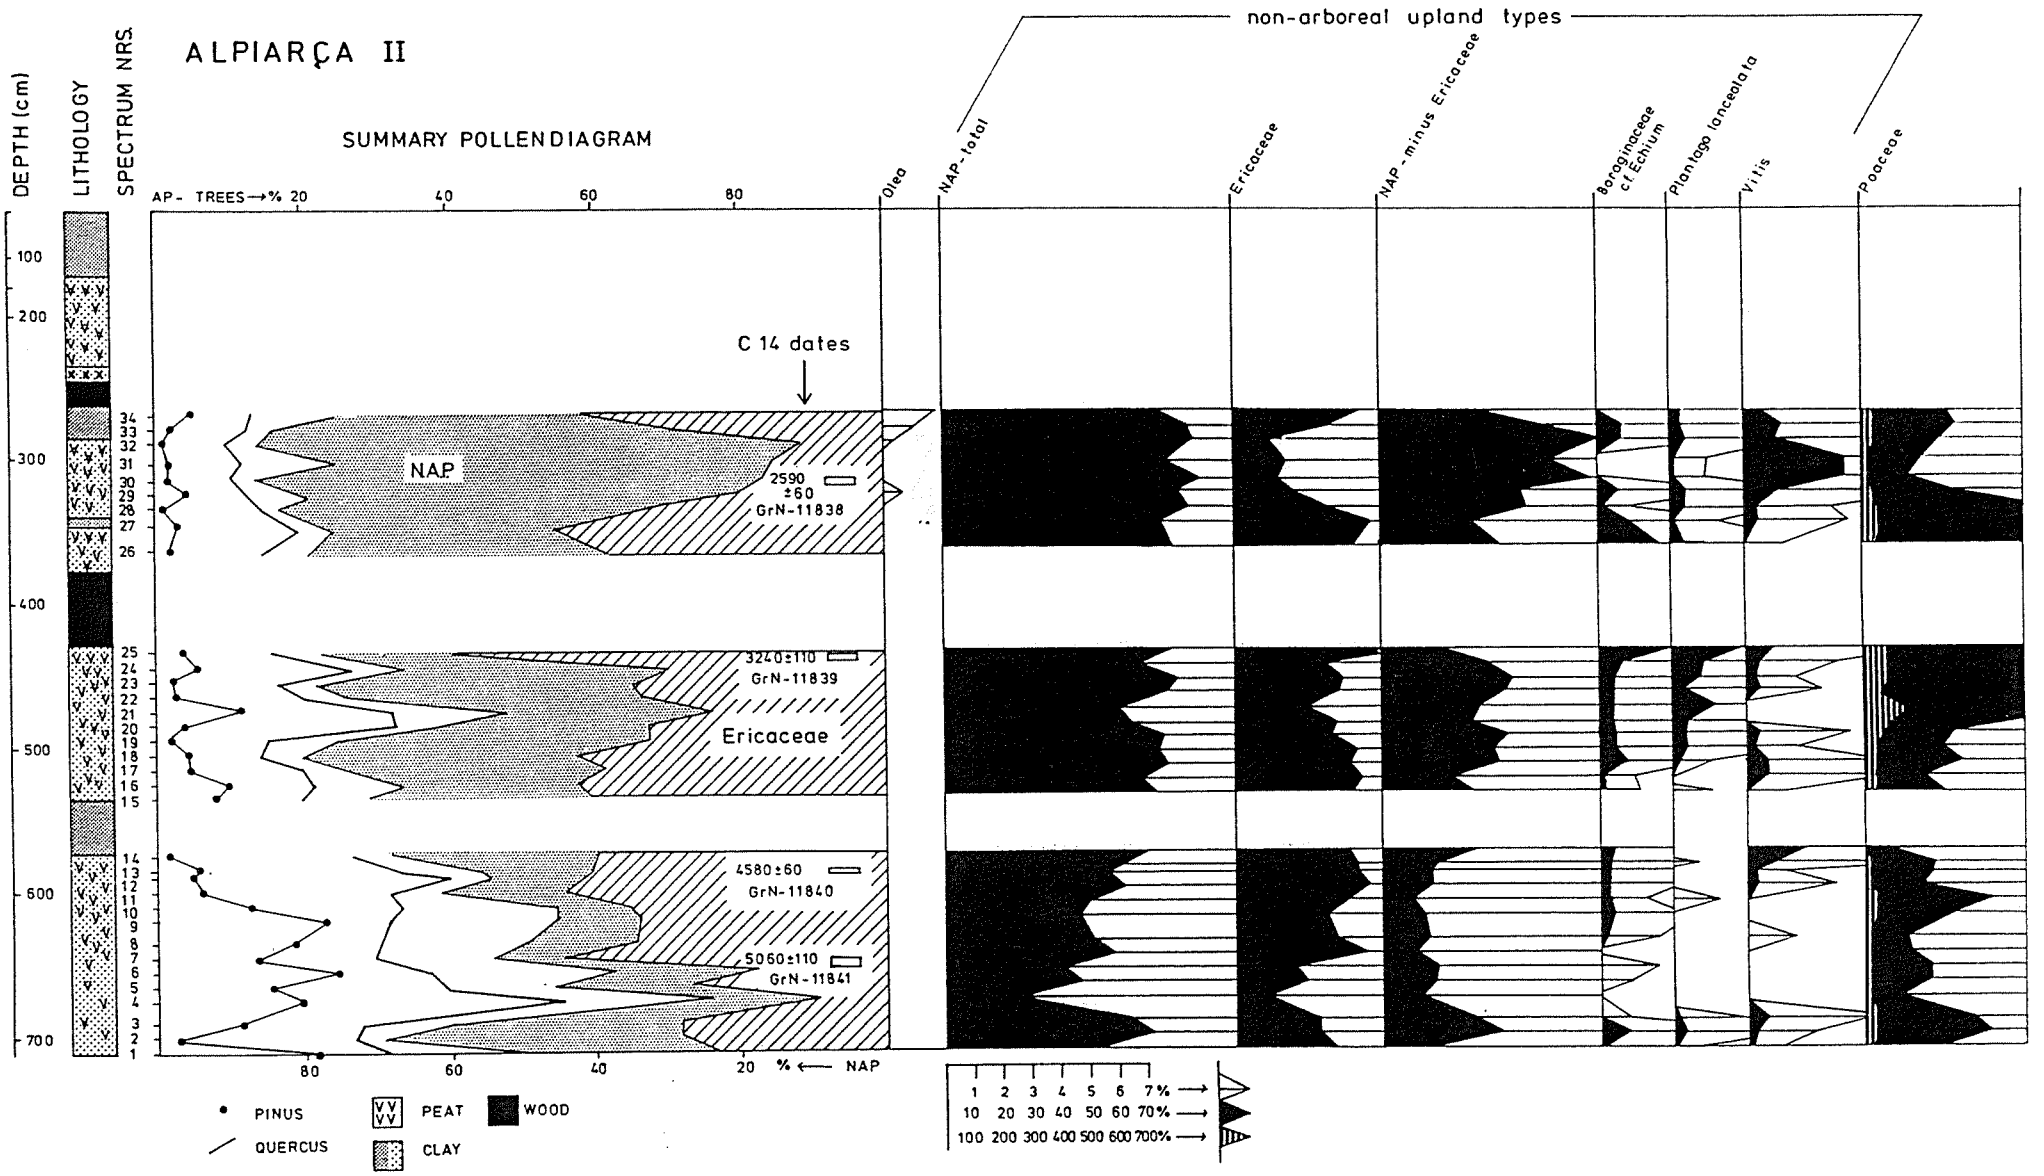 ALPIARÇA II
SUMMARY POLLENDIAGRAM
non-arboreal upland types
DEPTH (cm)
LITHOLOGY
SPECTRUM NRS.
AP- TREES→% 20 40 60 80
Olea
NAP-total
Ericaceae
NAP-minus Ericaceae
Boraginaceae
cf. Echium
Plantago lanceolata
Vitis
Poaceae
100
200
300
400
500
600
700
C 14 dates
34
33
32
31
30
29
28
27
26
N.A.P.
2590
±60
GrN-11838
25
24
23
22
21
20
19
18
17
16
15
3240±110
GrN-11839
Ericaceae
14
13
12
11
10
9
8
7
6
5
4
3
2
1
4580±60
GrN-11840
5060±110
GrN-11841
80 60 40 20 % ← NAP
PINUS
QUERCUS
PEAT
CLAY
WOOD
1 2 3 4 5 6 7% →
10 20 30 40 50 60 70% →
100 200 300 400 500 600 700% →